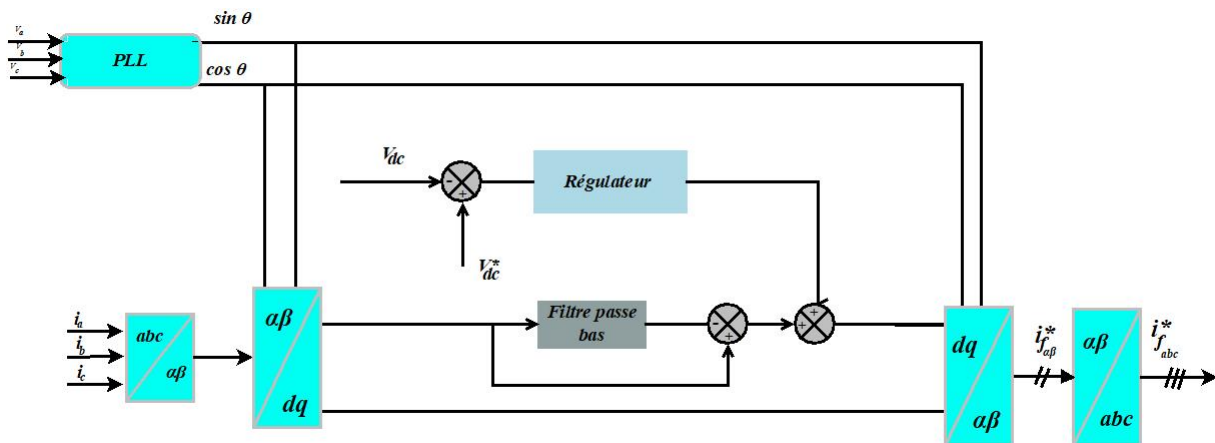 sin θ
Va
Vb
Vc
PLL
cos θ
Vdc
-
+
Régulateur
V*dc
αβ
dq
Filtre passe
bas
-
+
+
+
ia
ib
ic
abc
αβ
dq
αβ
i*fαβ
αβ
abc
i*fabc